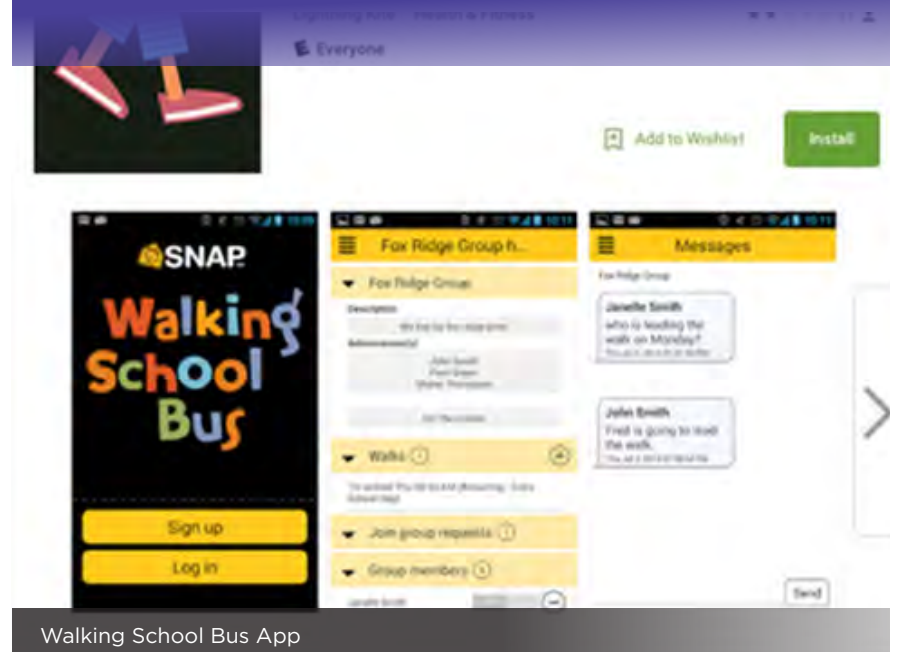 Everyone
Add to Wishlist
Install
SNAP
Walking
School
Bus
Sign up
Log in
Fox Ridge Group h...
Fox Ridge Group
Description
Walks
Join group requests
Group members
Janelle Smith
Messages
Fox Ridge Group
Janelle Smith
who is leading the
walk on Monday?
John Smith
Fred is going to lead
the walk.
Send
Walking School Bus App